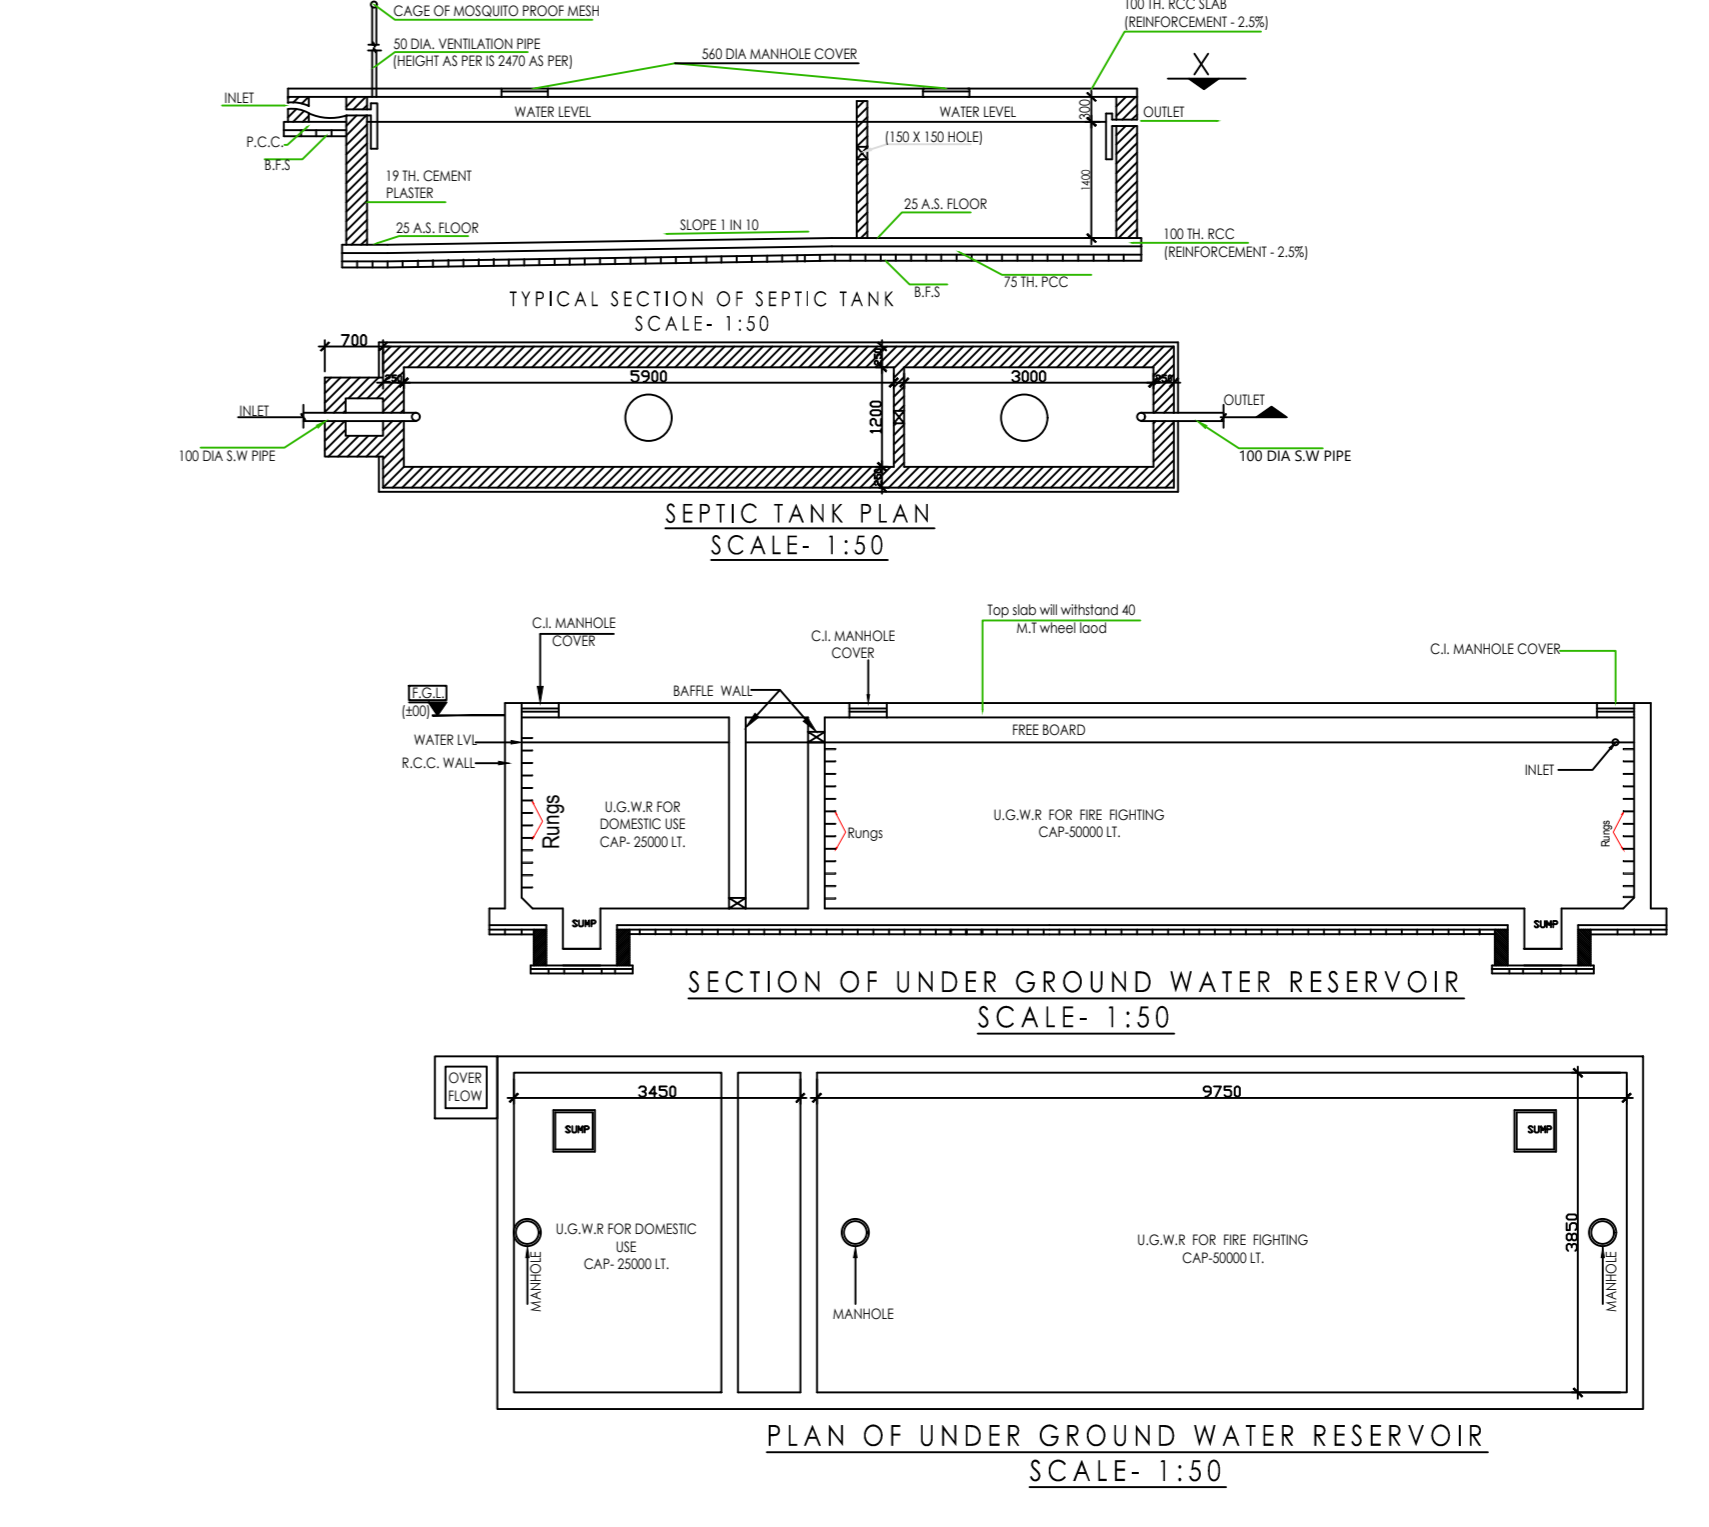 CAGE OF MOSQUITO PROOF MESH
100 TH. RCC SLAB
(REINFORCEMENT - 2.5%)
50 DIA. VENTILATION PIPE
(HEIGHT AS PER IS 2470 AS PER)
560 DIA MANHOLE COVER
X
INLET
WATER LEVEL
WATER LEVEL
300
OUTLET
P.C.C.
B.F.S
(150 X 150 HOLE)
19 TH. CEMENT
PLASTER
1400
25 A.S. FLOOR
SLOPE 1 IN 10
25 A.S. FLOOR
100 TH. RCC
(REINFORCEMENT - 2.5%)
B.F.S
75 TH. PCC
TYPICAL SECTION OF SEPTIC TANK
SCALE- 1:50
700
250
250
5900
3000
250
1200
INLET
OUTLET
100 DIA S.W PIPE
100 DIA S.W PIPE
250
SEPTIC TANK PLAN
SCALE- 1:50
C.I. MANHOLE
COVER
C.I. MANHOLE
COVER
Top slab will withstand 40
M.T wheel laod
C.I. MANHOLE COVER
F.G.L.
(±00)
BAFFLE WALL
FREE BOARD
WATER LVL
R.C.C. WALL
INLET
Rungs
U.G.W.R FOR
DOMESTIC USE
CAP- 25000 LT.
Rungs
U.G.W.R FOR FIRE FIGHTING
CAP-50000 LT.
Rungs
SUMP
SUMP
SECTION OF UNDER GROUND WATER RESERVOIR
SCALE- 1:50
OVER
FLOW
3450
9750
SUMP
SUMP
3850
U.G.W.R FOR DOMESTIC
USE
CAP- 25000 LT.
U.G.W.R FOR FIRE FIGHTING
CAP-50000 LT.
MANHOLE
MANHOLE
MANHOLE
PLAN OF UNDER GROUND WATER RESERVOIR
SCALE- 1:50